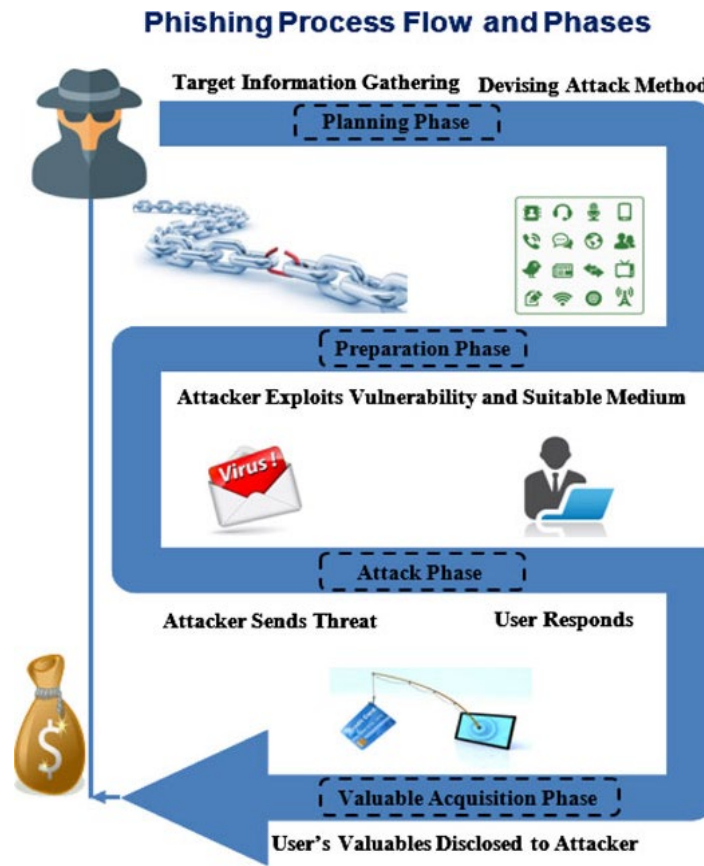 Phishing Process Flow and Phases
Target Information Gathering
Devising Attack Method
Planning Phase
Preparation Phase
Attacker Exploits Vulnerability and Suitable Medium
Virus!
Attack Phase
Attacker Sends Threat
User Responds
$
Valuable Acquisition Phase
User's Valuables Disclosed to Attacker